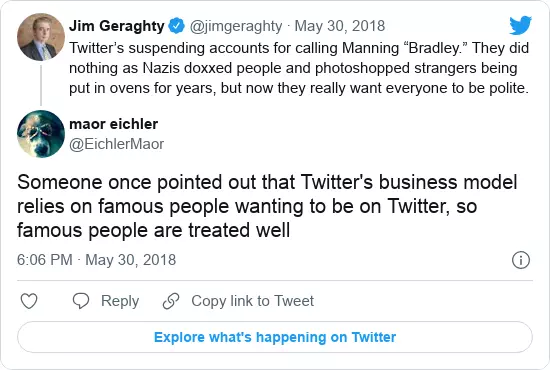 Jim Geraghty @jimgeraghty · May 30, 2018
Twitter’s suspending accounts for calling Manning “Bradley.” They did
nothing as Nazis doxxed people and photoshopped strangers being
put in ovens for years, but now they really want everyone to be polite.
maor eichler
@EichlerMaor
Someone once pointed out that Twitter's business model
relies on famous people wanting to be on Twitter, so
famous people are treated well
6:06 PM · May 30, 2018
Reply Copy link to Tweet
Explore what's happening on Twitter